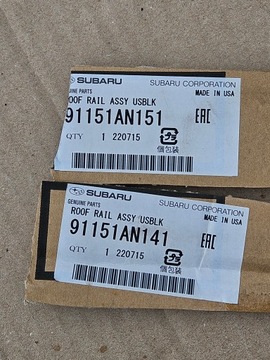 SUBARU SUBARU CORPORATION
GENUINE PARTS MADE IN USA
ROOF RAIL ASSY USBLK
91151AN151 EAC
QTY 1 220715
個包装
SUBARU SUBARU CORPORATION
GENUINE PARTS MADE IN USA
ROOF RAIL ASSY USBLK
91151AN141 EAC
QTY 1 220715
個包装